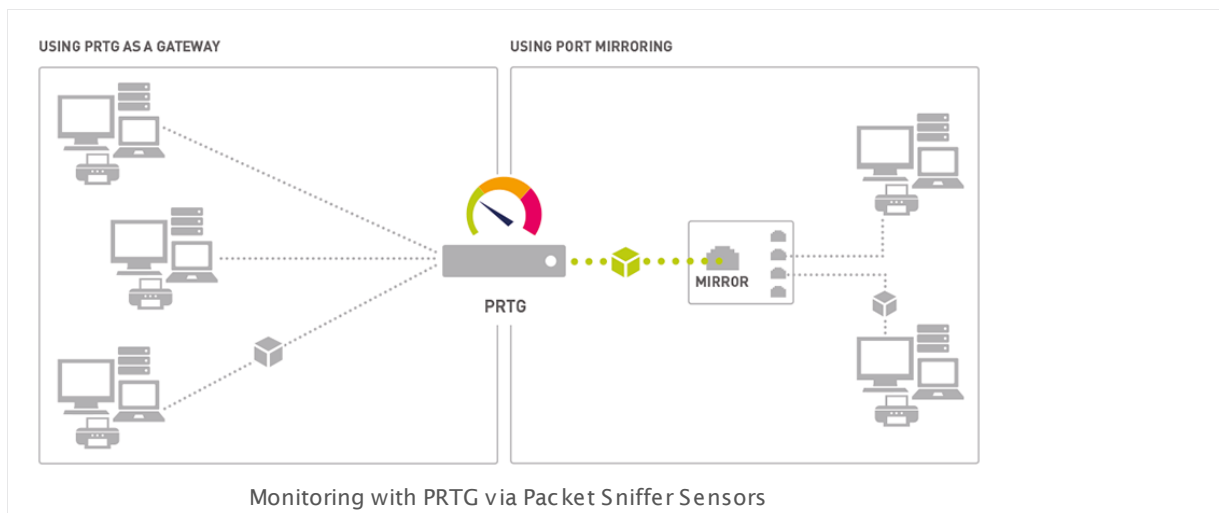 USING PRTG AS A GATEWAY
USING PORT MIRRORING
MIRROR
PRTG
Monitoring with PRTG via Packet Sniffer Sensors